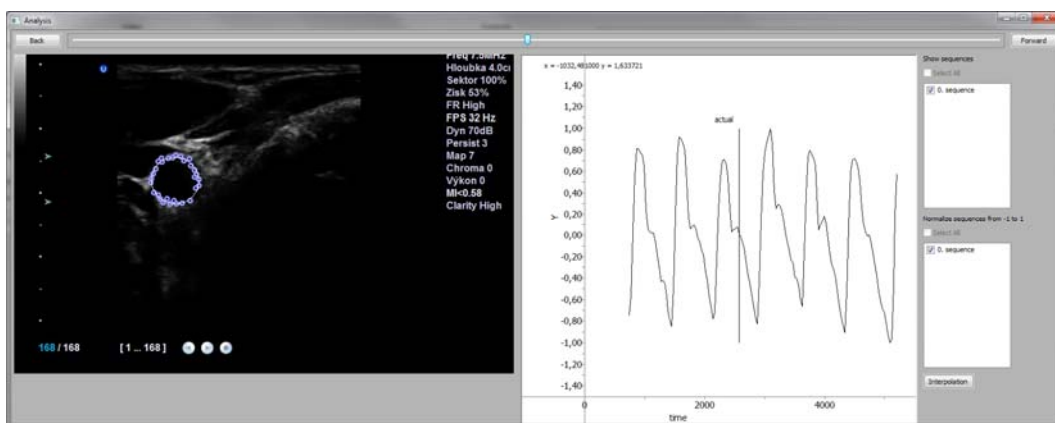 Analysis
Back
Forward
Freq 7.5MHz
Hloubka 4.0cm
Sektor 100%
Zisk 53%
FR High
FPS 32 Hz
Dyn 70dB
Persist 3
Map 7
Chroma 0
Výkon 0
MI<0.58
Clarity High
168 / 168
[ 1 ... 168 ]
x = -1032,481000 y = 1,633721
1,40
1,20
1,00
0,80
0,60
0,40
0,20
0,00
-0,20
-0,40
-0,60
-0,80
-1,00
-1,20
-1,40
Y
actual
0
2000
4000
time
Show sequences
Select All
0. sequence
Normalize sequences from -1 to 1
Select All
0. sequence
Interpolation